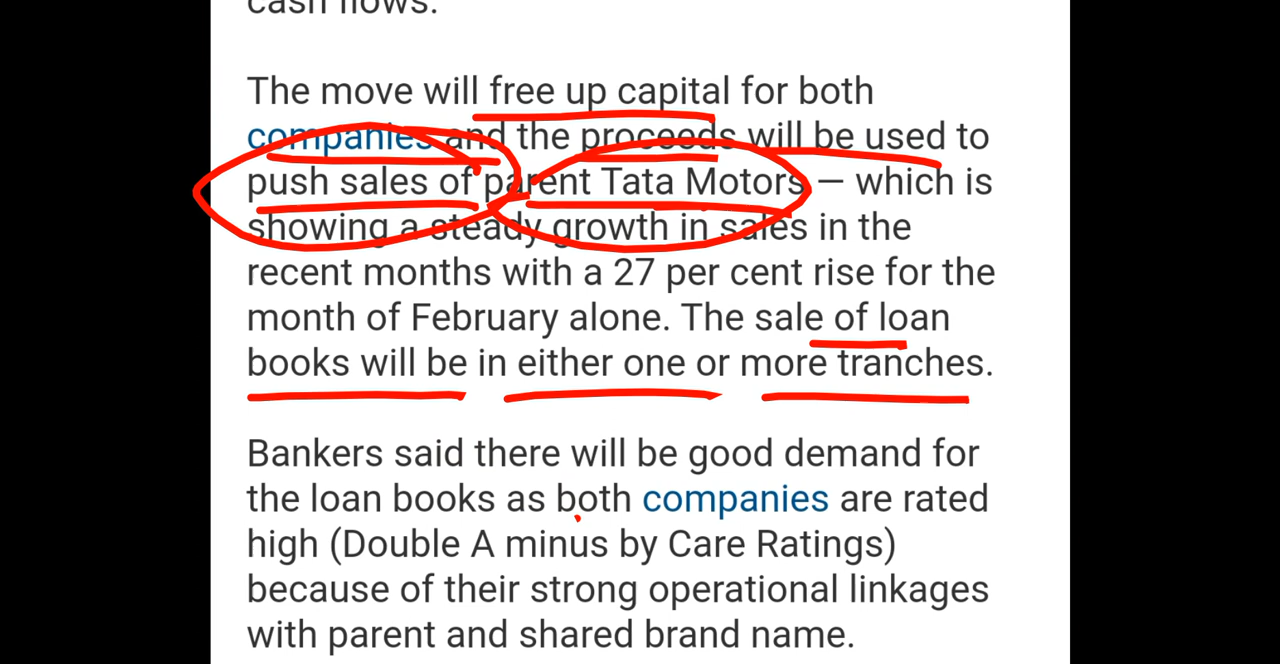 cash flows.
The move will free up capital for both
companies and the proceeds will be used to
push sales of parent Tata Motors — which is
showing a steady growth in sales in the
recent months with a 27 per cent rise for the
month of February alone. The sale of loan
books will be in either one or more tranches.
Bankers said there will be good demand for
the loan books as both companies are rated
high (Double A minus by Care Ratings)
because of their strong operational linkages
with parent and shared brand name.